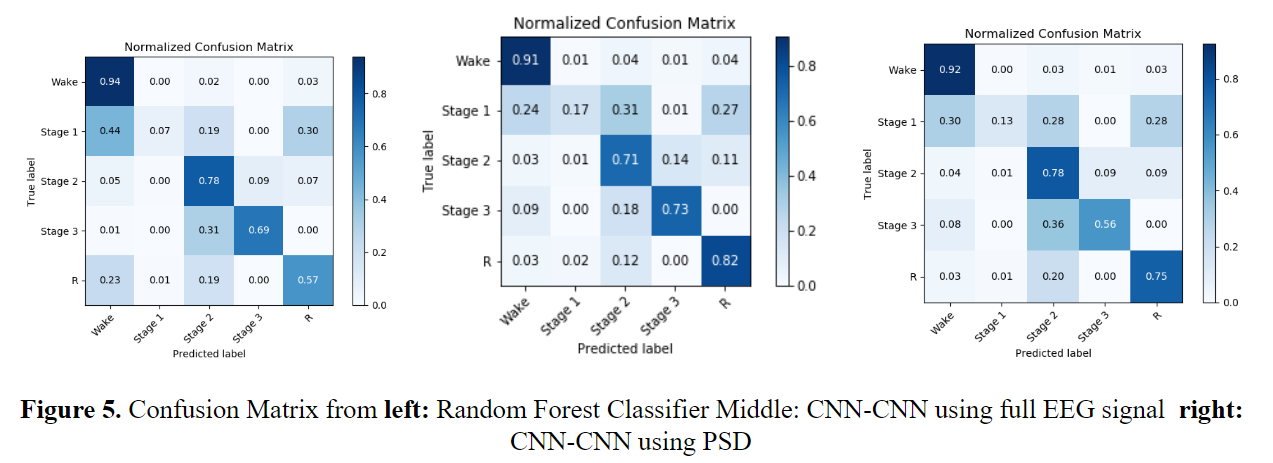 Normalized Confusion Matrix
True label
Wake 0.94 0.00 0.02 0.00 0.03
Stage 1 0.44 0.07 0.19 0.00 0.30
Stage 2 0.05 0.00 0.78 0.09 0.07
Stage 3 0.01 0.00 0.31 0.69 0.00
R 0.23 0.01 0.19 0.00 0.57
Wake Stage 1 Stage 2 Stage 3 R
Predicted label
0.8
0.6
0.4
0.2
0.0
Normalized Confusion Matrix
True label
Wake 0.91 0.01 0.04 0.01 0.04
Stage 1 0.24 0.17 0.31 0.01 0.27
Stage 2 0.03 0.01 0.71 0.14 0.11
Stage 3 0.09 0.00 0.18 0.73 0.00
R 0.03 0.02 0.12 0.00 0.82
Wake Stage 1 Stage 2 Stage 3 R
Predicted label
0.8
0.6
0.4
0.2
0.0
Normalized Confusion Matrix
True label
Wake 0.92 0.00 0.03 0.01 0.03
Stage 1 0.30 0.13 0.28 0.00 0.28
Stage 2 0.04 0.01 0.78 0.09 0.09
Stage 3 0.08 0.00 0.36 0.56 0.00
R 0.03 0.01 0.20 0.00 0.75
Wake Stage 1 Stage 2 Stage 3 R
Predicted label
0.8
0.6
0.4
0.2
0.0
Figure 5. Confusion Matrix from left: Random Forest Classifier Middle: CNN-CNN using full EEG signal right:
CNN-CNN using PSD